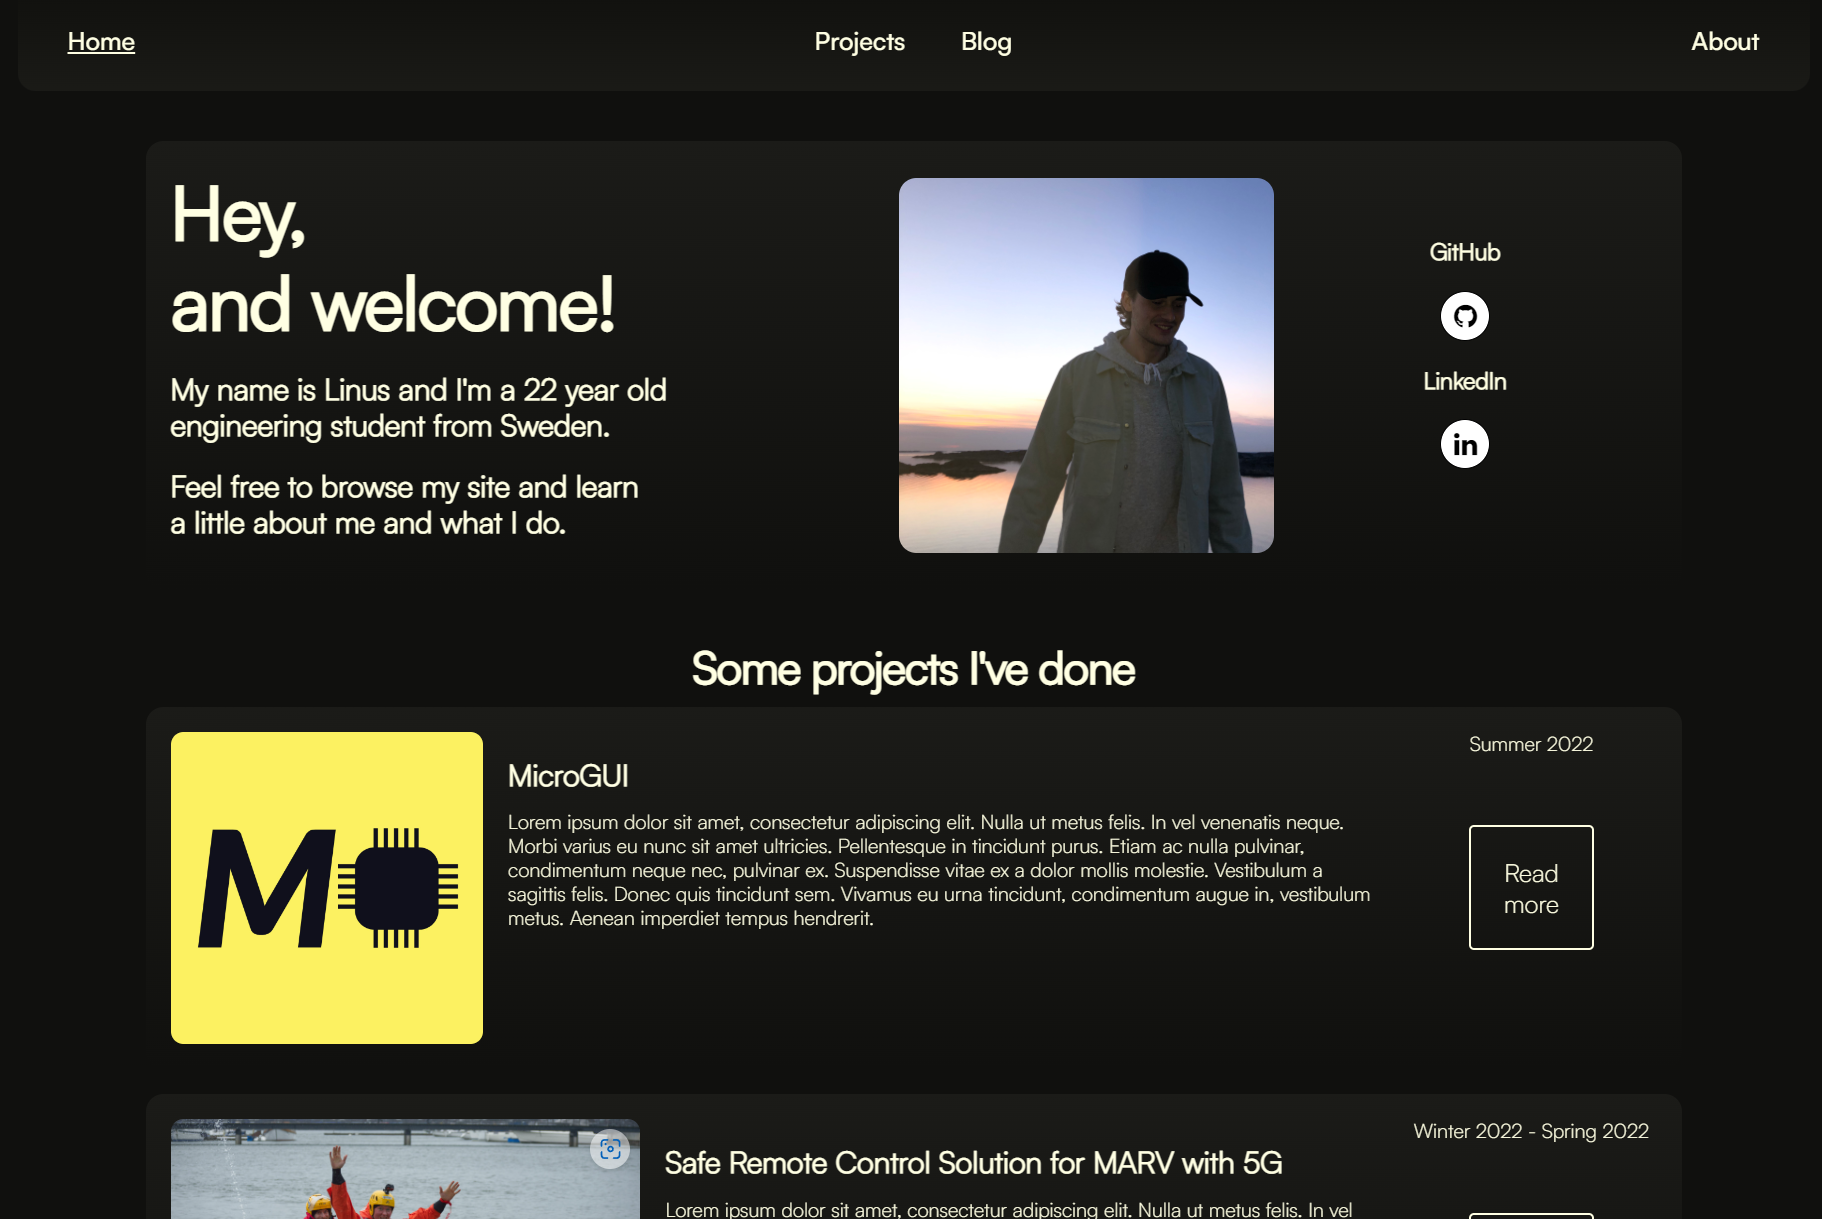 Home
Projects
Blog
About
Hey,
and welcome!
My name is Linus and I'm a 22 year old
engineering student from Sweden.
Feel free to browse my site and learn
a little about me and what I do.
GitHub
LinkedIn
in
Some projects I've done
M
MicroGUI
Lorem ipsum dolor sit amet, consectetur adipiscing elit. Nulla ut metus felis. In vel venenatis neque.
Morbi varius eu nunc sit amet ultricies. Pellentesque in tincidunt purus. Etiam ac nulla pulvinar,
condimentum neque nec, pulvinar ex. Suspendisse vitae ex a dolor mollis molestie. Vestibulum a
sagittis felis. Donec quis tincidunt sem. Vivamus eu urna tincidunt, condimentum augue in, vestibulum
metus. Aenean imperdiet tempus hendrerit.
Summer 2022
Read
more
Safe Remote Control Solution for MARV with 5G
Lorem ipsum dolor sit amet, consectetur adipiscing elit. Nulla ut metus felis. In vel
Winter 2022 - Spring 2022